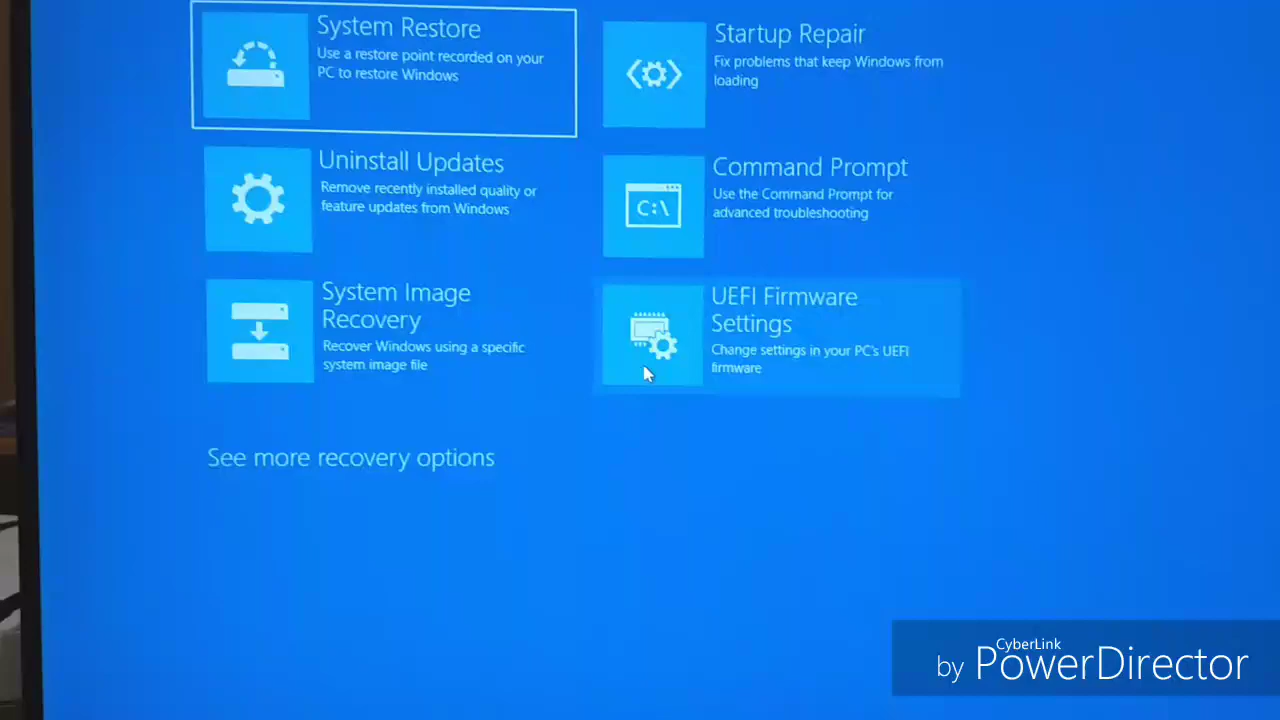 System Restore
Use a restore point recorded on your
PC to restore Windows
Startup Repair
Fix problems that keep Windows from
loading
Uninstall Updates
Remove recently installed quality or
feature updates from Windows
Command Prompt
Use the Command Prompt for
advanced troubleshooting
C:\
System Image
Recovery
Recover Windows using a specific
system image file
UEFI Firmware
Settings
Change settings in your PC's UEFI
firmware
See more recovery options
CyberLink
by PowerDirector